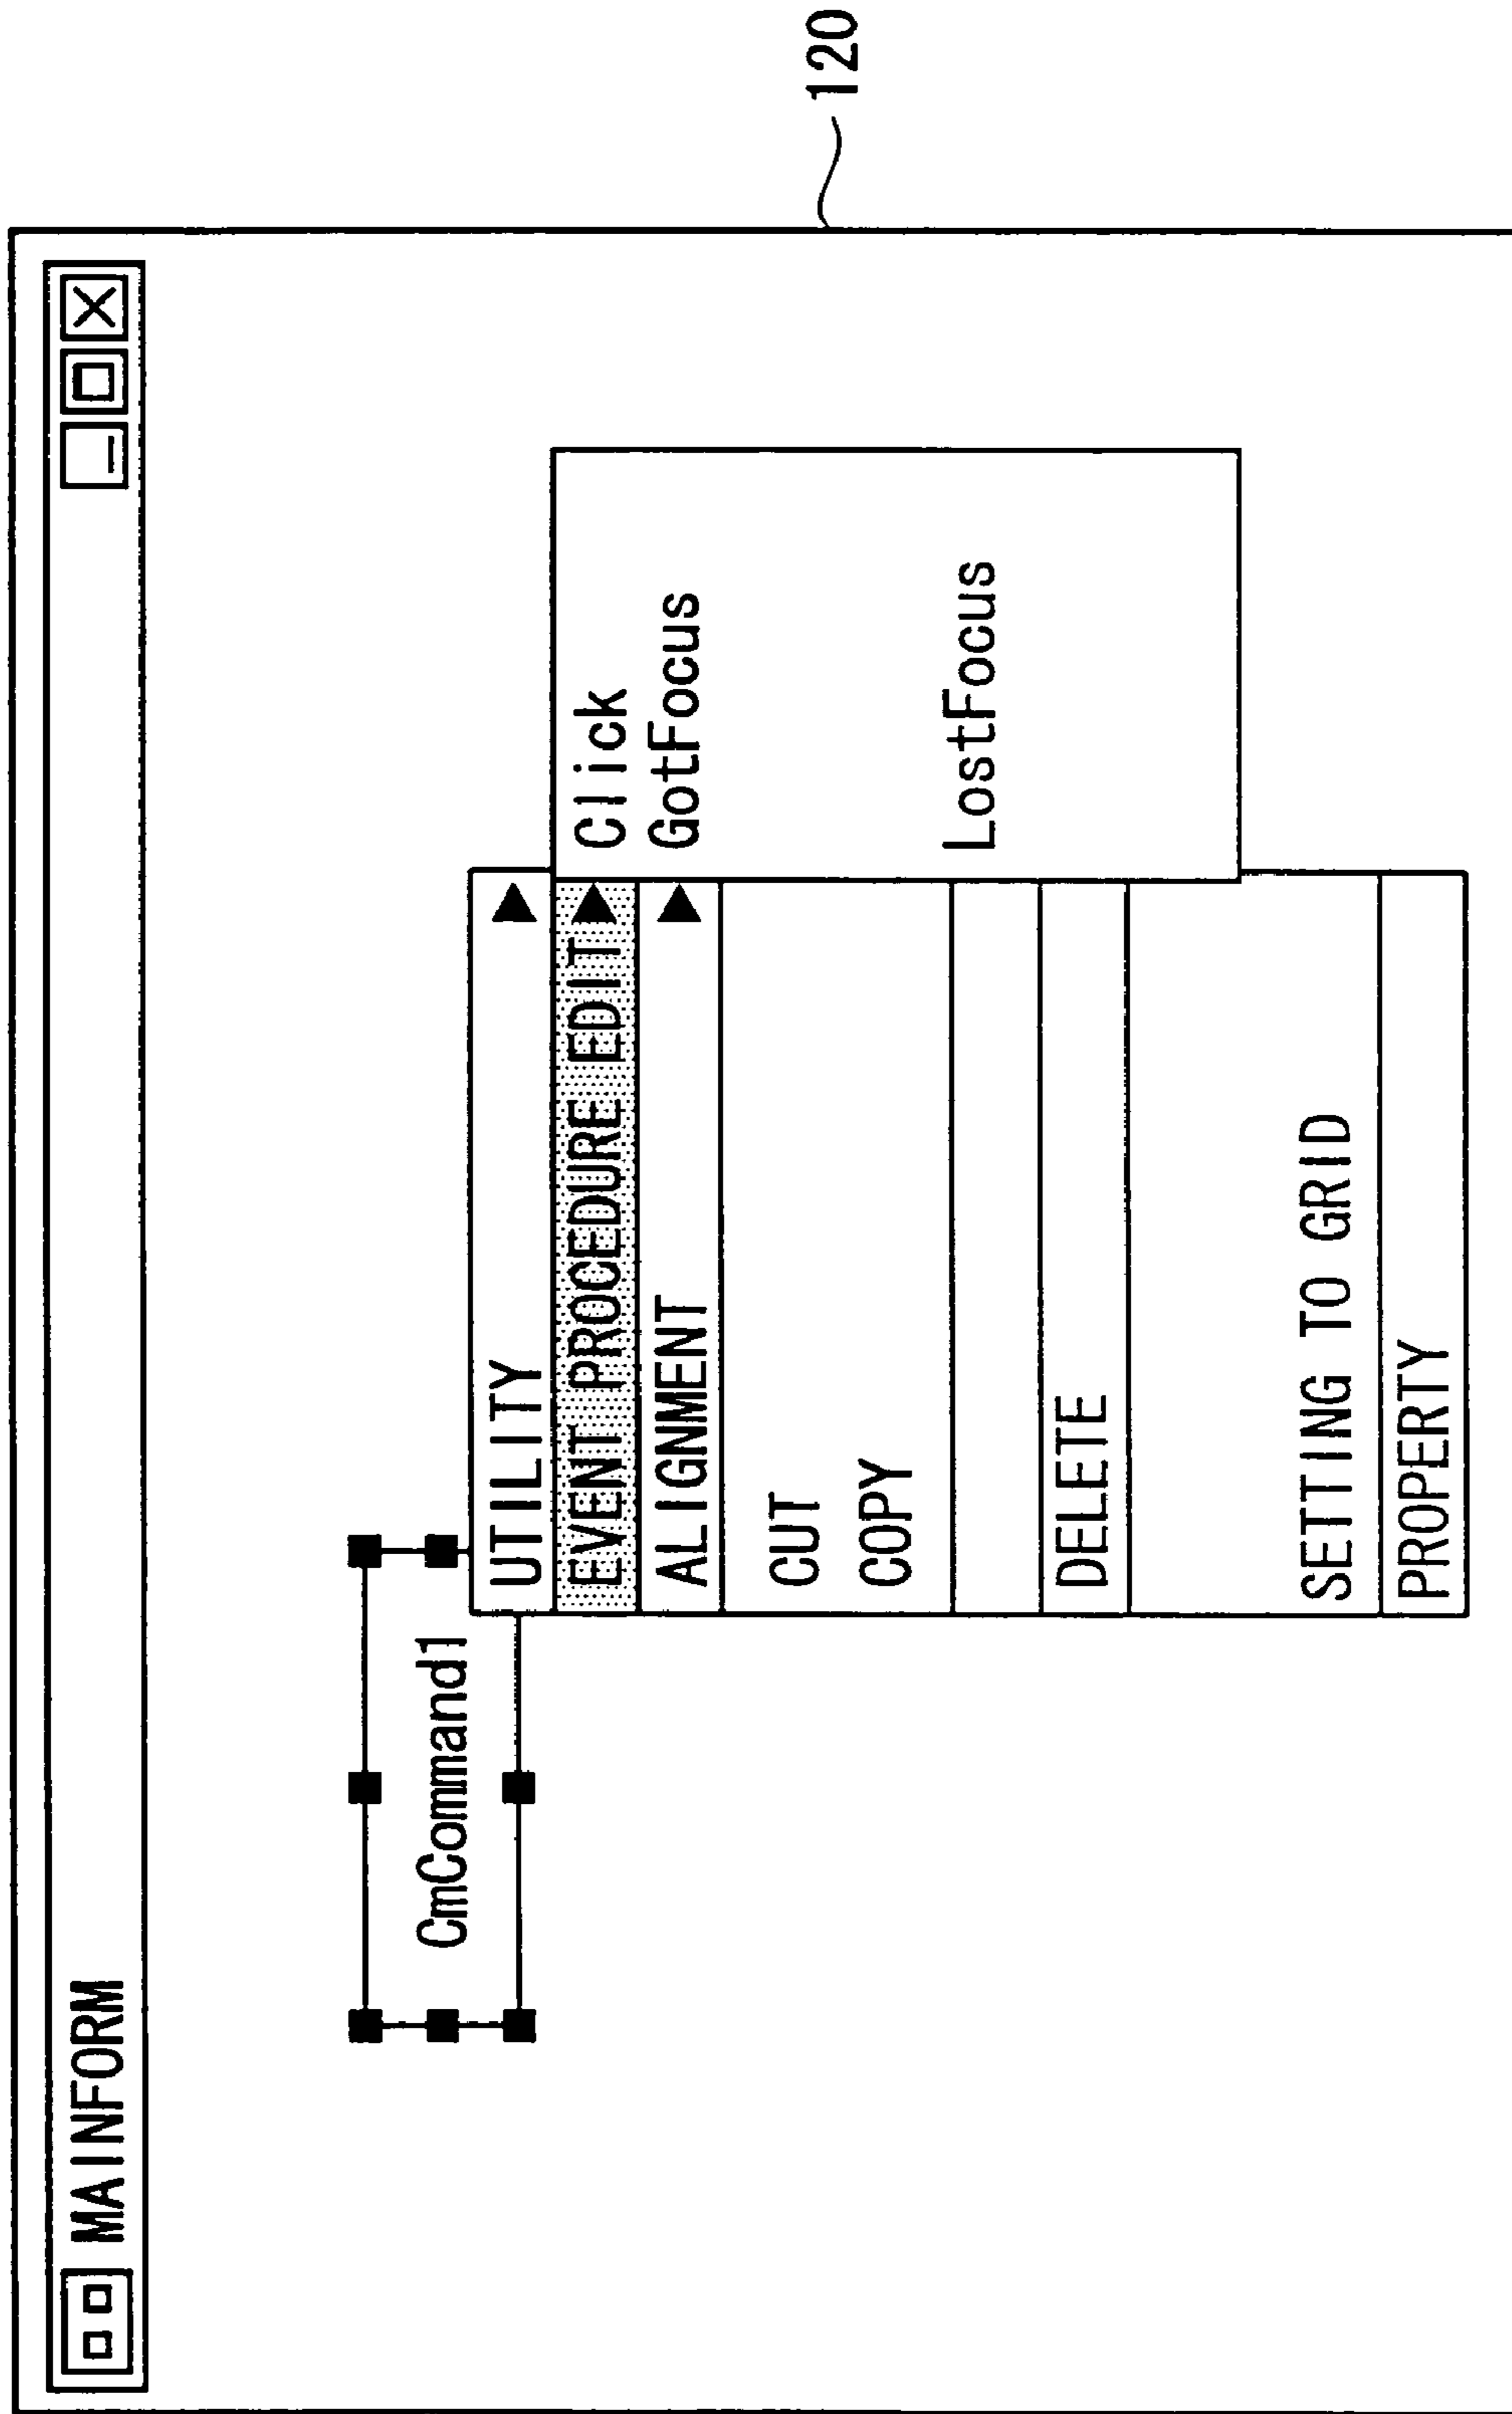 MAINFORM
120
CmCommand1
UTILITY
EVENT PROCEDURE EDIT
ALIGNMENT
CUT
COPY
DELETE
SETTING TO GRID
PROPERTY
Click
GotFocus
LostFocus